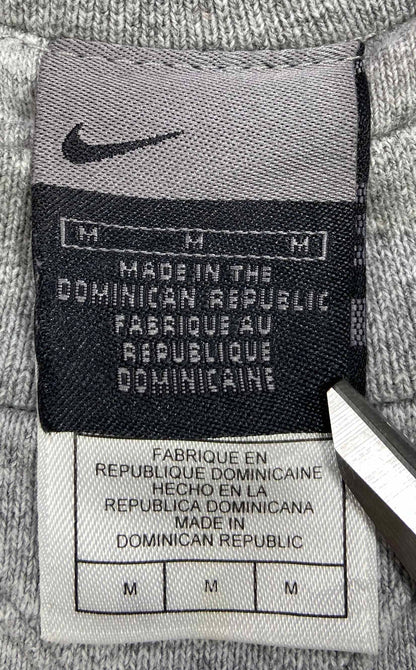 M M M
MADE IN THE
DOMINICAN REPUBLIC
FABRIQUE AU
REPUBLIQUE
DOMINICAINE
FABRIQUE EN
REPUBLIQUE DOMINICAINE
HECHO EN LA
REPUBLICA DOMINICANA
MADE IN
DOMINICAN REPUBLIC
M M M